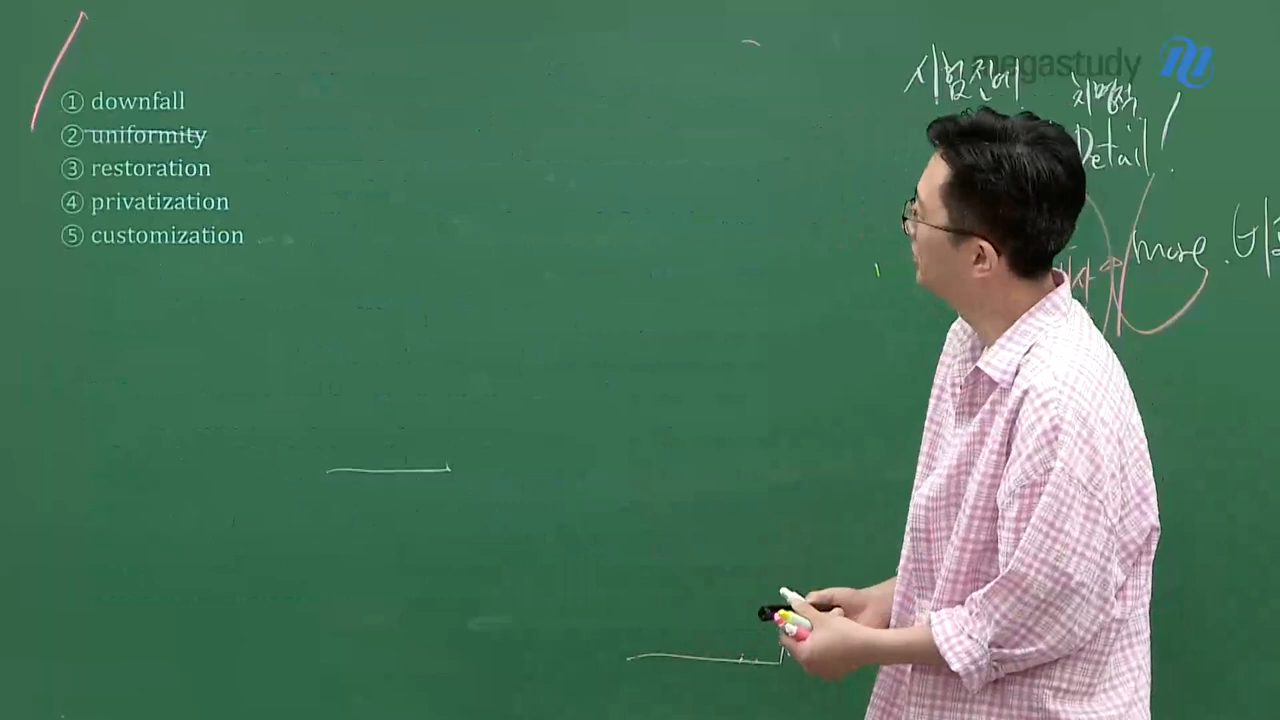 ① downfall
② uniformity
③ restoration
④ privatization
⑤ customization
megastudy
시험전에
치명적
Detail!
more.